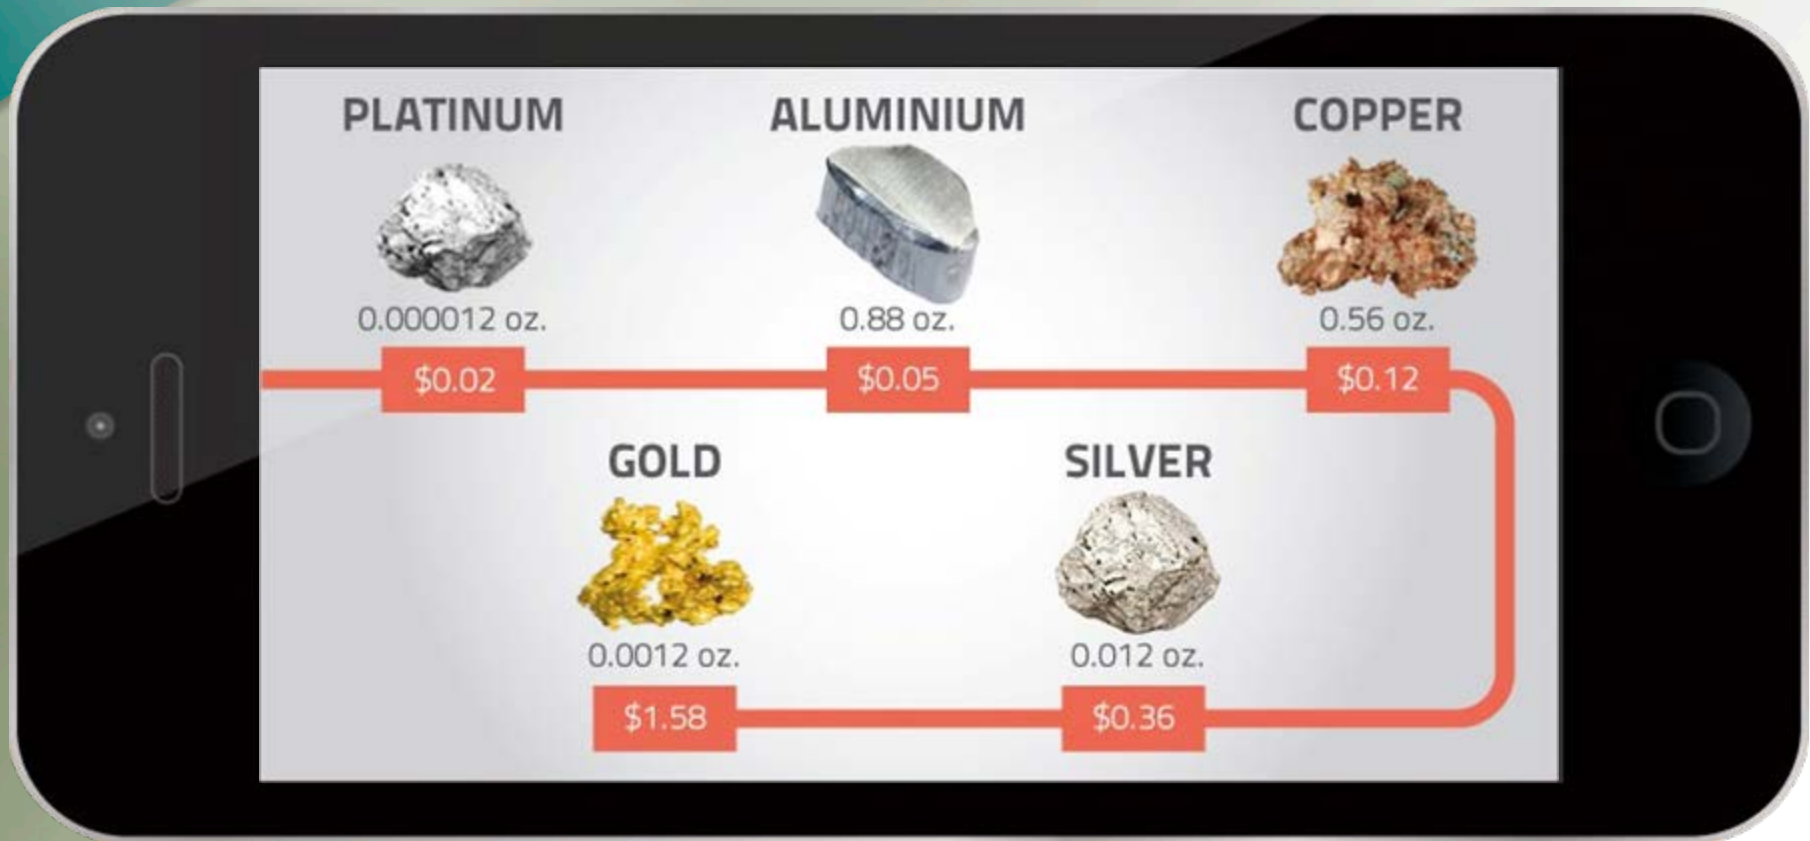 PLATINUM
0.000012 oz.
$0.02
ALUMINIUM
0.88 oz.
$0.05
COPPER
0.56 oz.
$0.12
GOLD
0.0012 oz.
$1.58
SILVER
0.012 oz.
$0.36